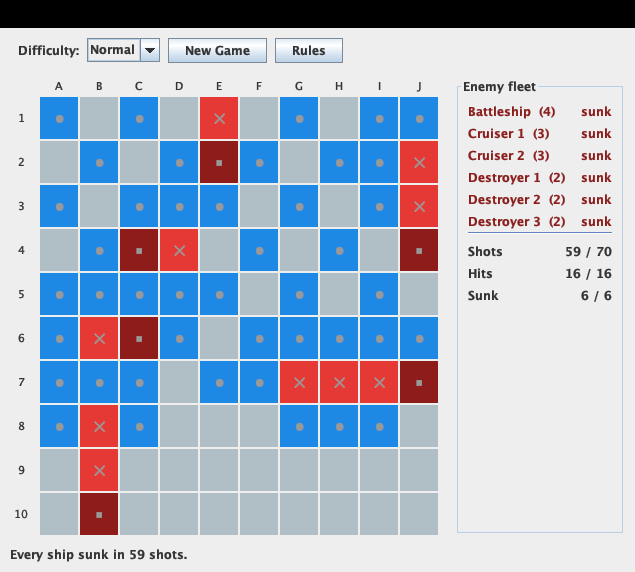 Difficulty: Normal New Game Rules
A B C D E F G H I J
1
2
3
4
5
6
7
8
9
10
Enemy fleet
Battleship (4) sunk
Cruiser 1 (3) sunk
Cruiser 2 (3) sunk
Destroyer 1 (2) sunk
Destroyer 2 (2) sunk
Destroyer 3 (2) sunk
Shots 59 / 70
Hits 16 / 16
Sunk 6 / 6
Every ship sunk in 59 shots.